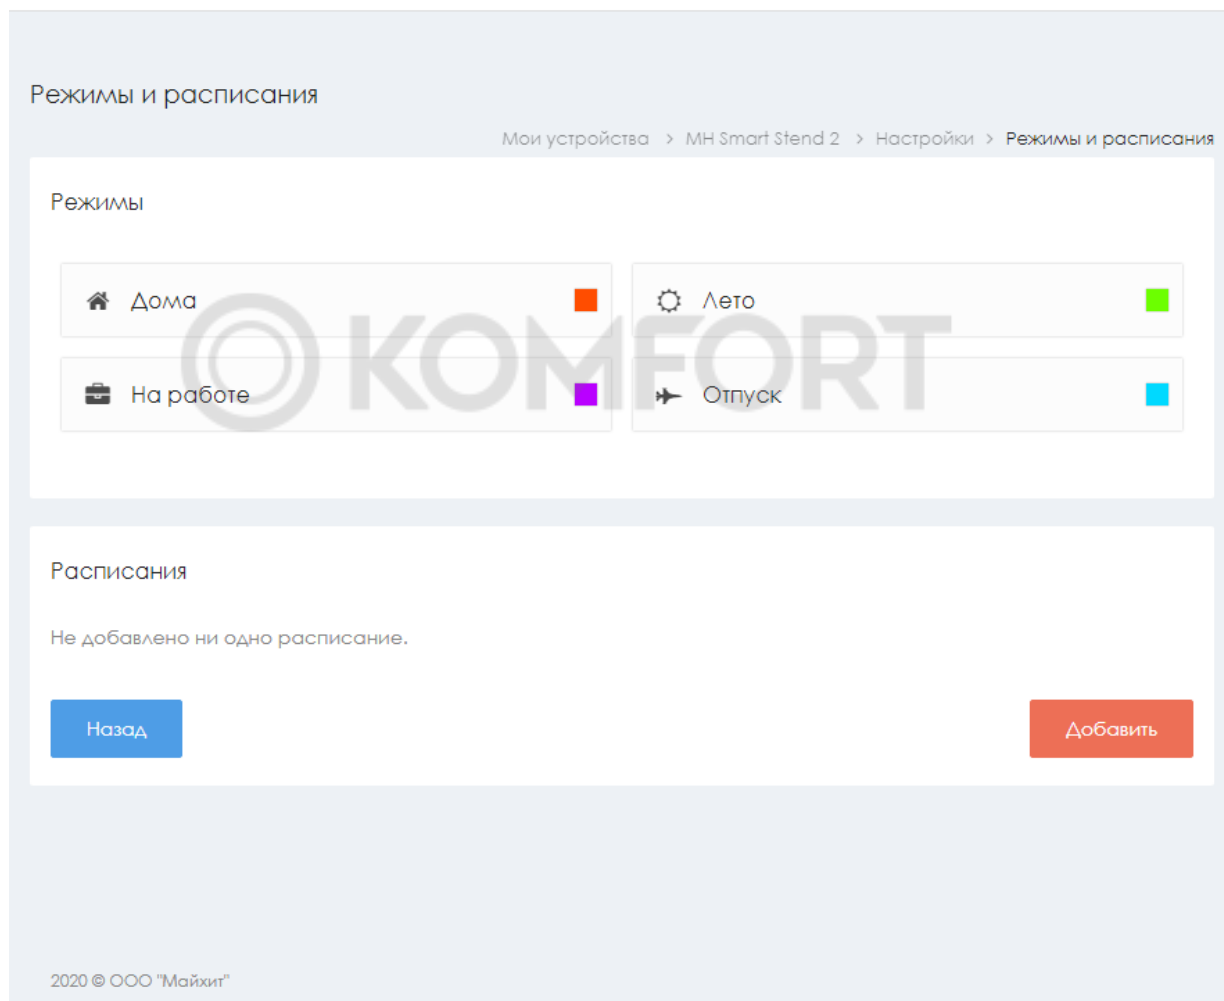 Режимы и расписания
Мои устройства > MH Smart Stend 2 > Настройки > Режимы и расписания
Режимы
Дома
Лето
На работе
Отпуск
KOMFORT
Расписания
Не добавлено ни одно расписание.
Назад
Добавить
2020 © ООО "Майхит"